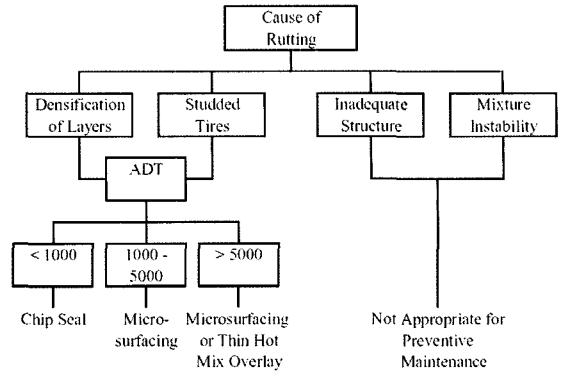 Cause of
Rutting
Densification
of Layers
Studded
Tires
Inadequate
Structure
Mixture
Instability
ADT
< 1000
1000 -
5000
> 5000
Chip Seal
Micro-
surfacing
Microsurfacing
or Thin Hot
Mix Overlay
Not Appropriate for
Preventive
Maintenance